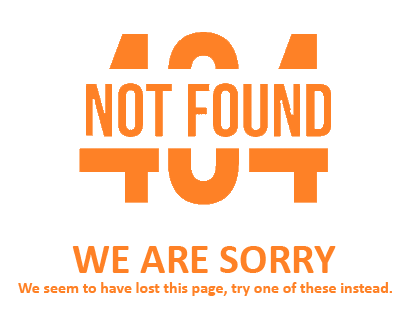 404
NOT FOUND
WE ARE SORRY
We seem to have lost this page, try one of these instead.